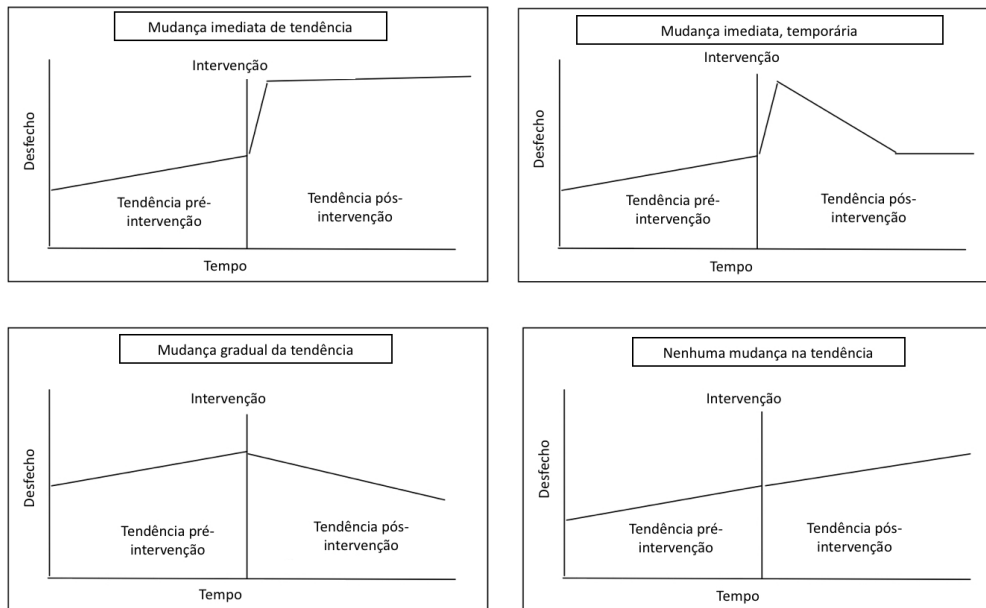 Mudança imediata de tendência
Intervenção
Desfecho
Tendência pré-
intervenção
Tendência pós-
intervenção
Tempo
Mudança imediata, temporária
Intervenção
Desfecho
Tendência pré-
intervenção
Tendência pós-
intervenção
Tempo
Mudança gradual da tendência
Intervenção
Desfecho
Tendência pré-
intervenção
Tendência pós-
intervenção
Tempo
Nenhuma mudança na tendência
Intervenção
Desfecho
Tendência pré-
intervenção
Tendência pós-
intervenção
Tempo